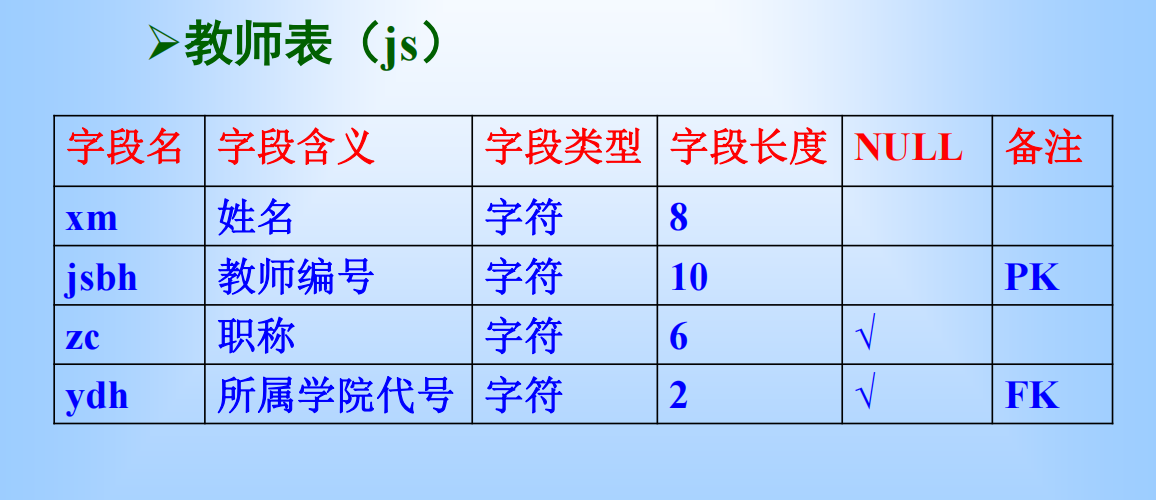 ➢教师表（js）
字段名 字段含义 字段类型 字段长度 NULL 备注
xm 姓名 字符 8
jsbh 教师编号 字符 10 PK
zc 职称 字符 6 √
ydh 所属学院代号 字符 2 √ FK